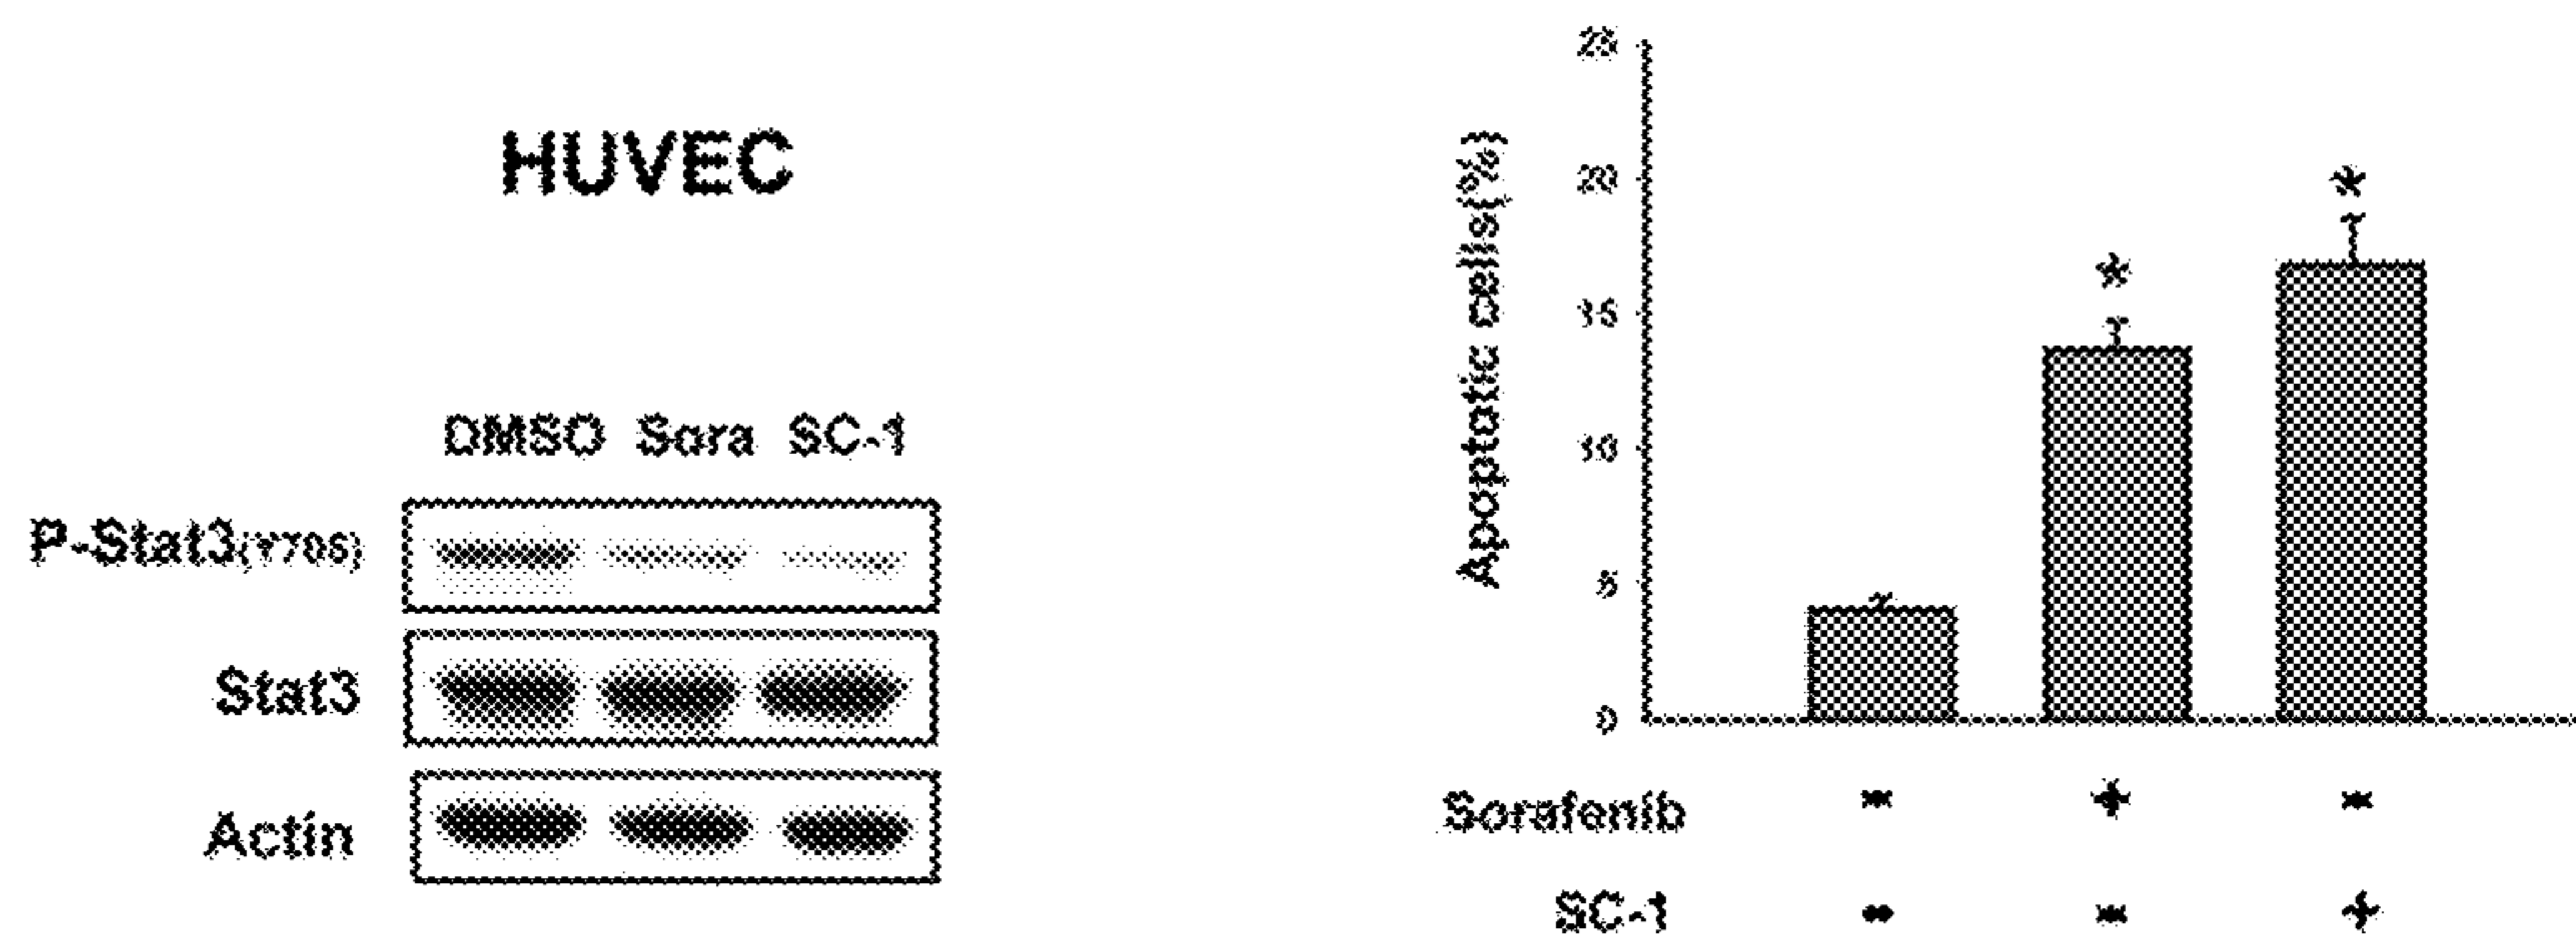 HUVEC
DMSO Sora SC-1
P-Stat3(Y705)
Stat3
Actin
Apoptotic cells(%)
25
20
15
10
5
0
*
*
Sorafenib - + -
SC-1 - - +